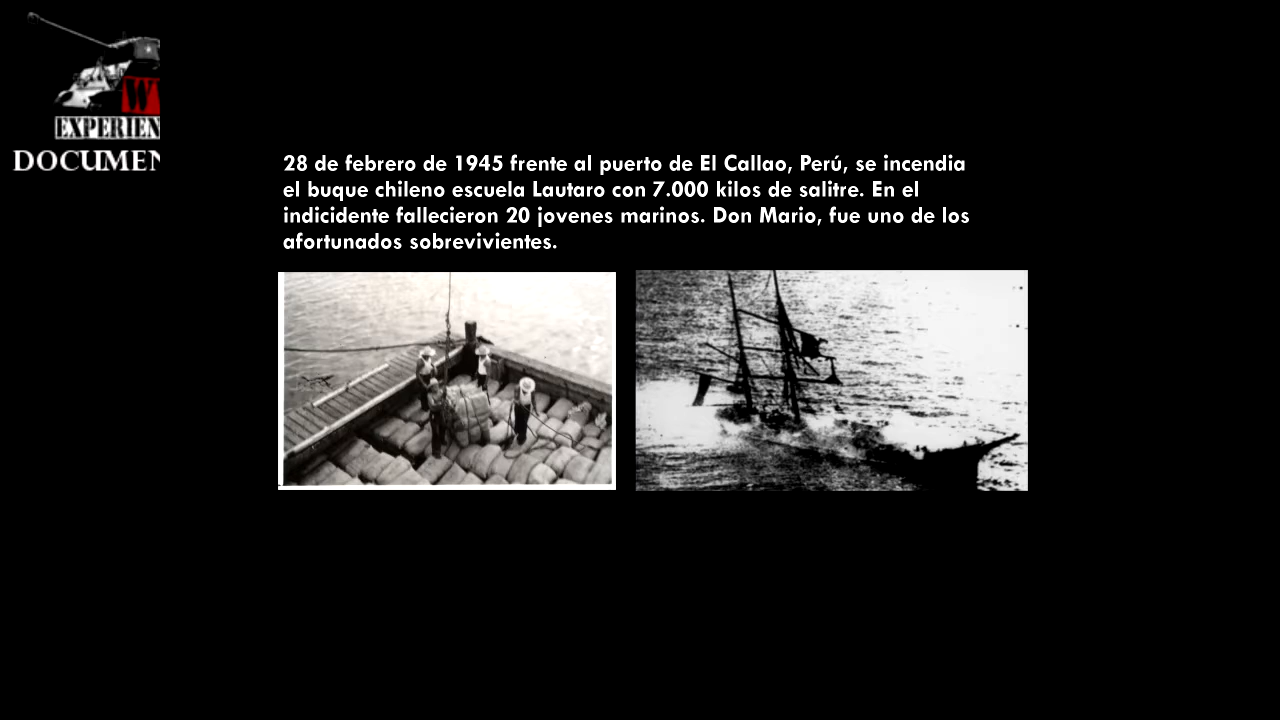 W
EXPERIEN
DOCUMEN
28 de febrero de 1945 frente al puerto de El Callao, Perú, se incendia
el buque chileno escuela Lautaro con 7.000 kilos de salitre. En el
indicidente fallecieron 20 jovenes marinos. Don Mario, fue uno de los
afortunados sobrevivientes.